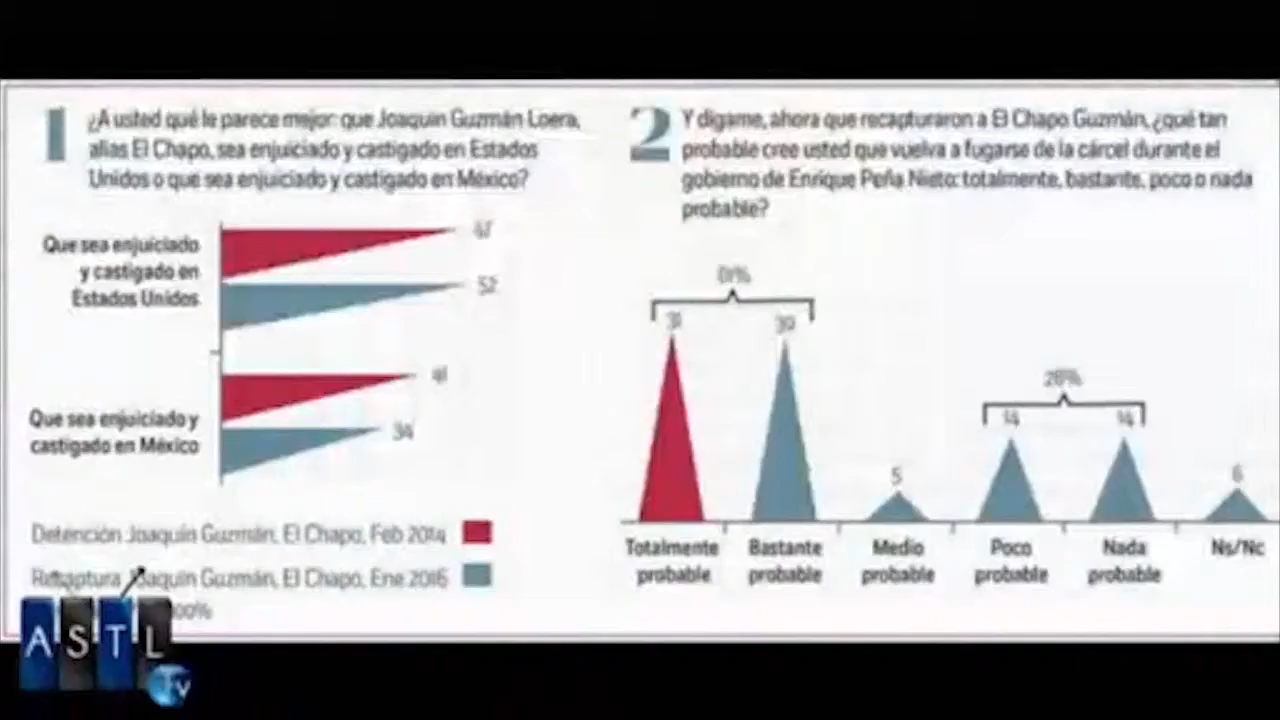 1
¿A usted qué le parece mejor: que Joaquín Guzmán Loera,
alias El Chapo, sea enjuiciado y castigado en Estados
Unidos o que sea enjuiciado y castigado en México?
Que sea enjuiciado
y castigado en
Estados Unidos
52
Que sea enjuiciado y
castigado en México
41
34
Detención Joaquín Guzmán, El Chapo, Feb 2014
Recaptura Joaquín Guzmán, El Chapo, Ene 2016
100%
2
Y dígame, ahora que recapturaron a El Chapo Guzmán, ¿qué tan
probable cree usted que vuelva a fugarse de la cárcel durante el
gobierno de Enrique Peña Nieto: totalmente, bastante, poco o nada
probable?
31
30
28%
5
14
14
6
Totalmente
probable
Bastante
probable
Medio
probable
Poco
probable
Nada
probable
Ns/Nc
ASTL
Tv